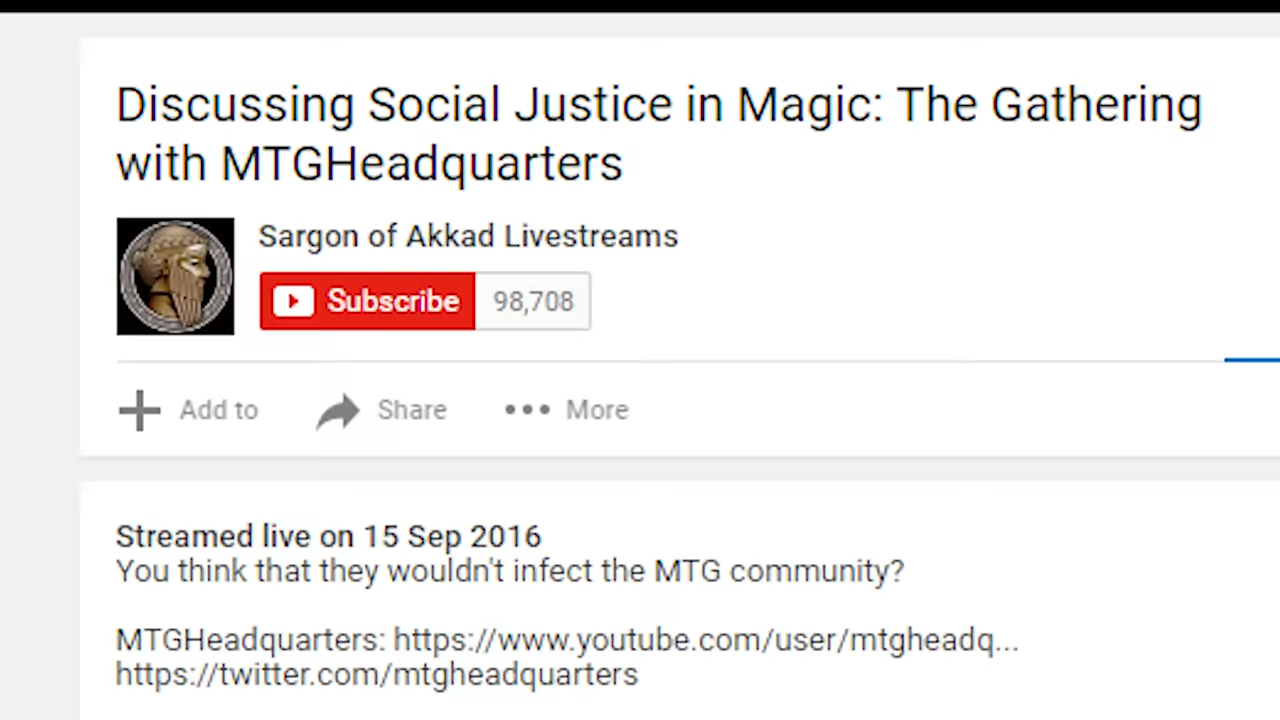 Discussing Social Justice in Magic: The Gathering
with MTGHeadquarters
Sargon of Akkad Livestreams
Subscribe 98,708
Add to Share More
Streamed live on 15 Sep 2016
You think that they wouldn't infect the MTG community?
MTGHeadquarters: https://www.youtube.com/user/mtgheadq...
https://twitter.com/mtgheadquarters